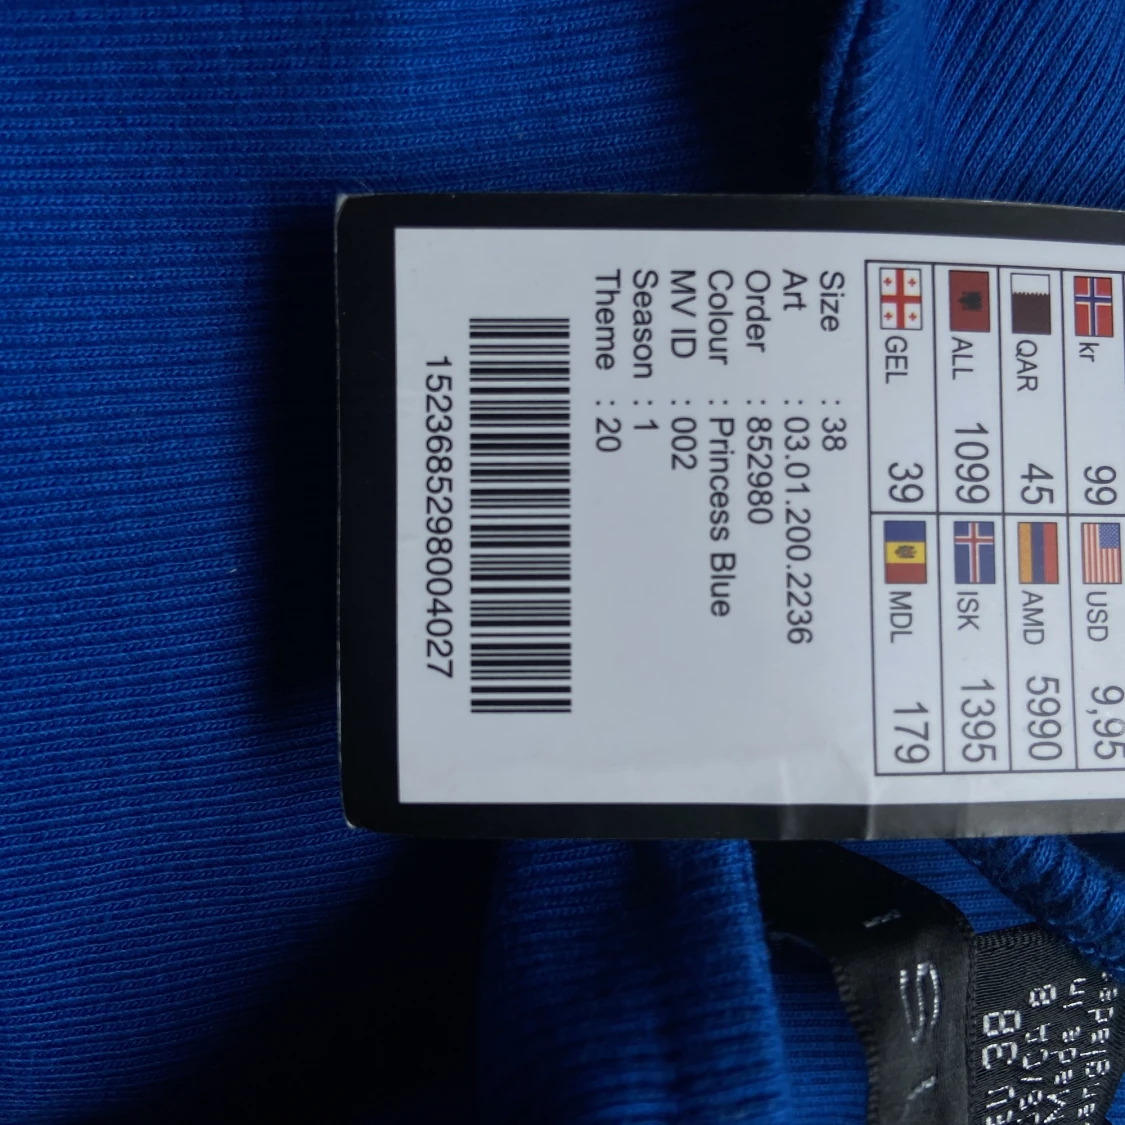 kr 99 USD 9,95
QAR 45 AMD 5990
ALL 1099 ISK 1395
GEL 39 MDL 179
Size : 38
Art : 03.01.200.2236
Order : 852980
Colour : Princess Blue
MV ID : 002
Season : 1
Theme : 20
1523685298004027
38